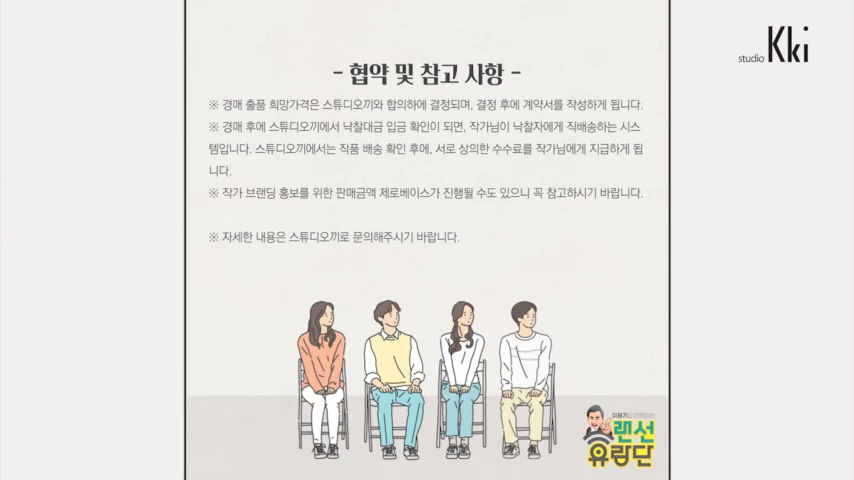 studio Kki
- 협약 및 참고 사항 -
※ 경매 출품 희망가격은 스튜디오끼와 합의하에 결정되며, 결정 후에 계약서를 작성하게 됩니다.
※ 경매 후에 스튜디오끼에서 낙찰대금 입금 확인이 되면, 작가님이 낙찰자에게 직배송하는 시스
템입니다. 스튜디오끼에서는 작품 배송 확인 후에, 서로 상의한 수수료를 작가님에게 지급하게 됩
니다.
※ 작가 브랜딩 홍보를 위한 판매금액 제로베이스가 진행될 수도 있으니 꼭 참고하시기 바랍니다.
※ 자세한 내용은 스튜디오끼로 문의해주시기 바랍니다.
이광기와 함께하는
랜선
유랑단